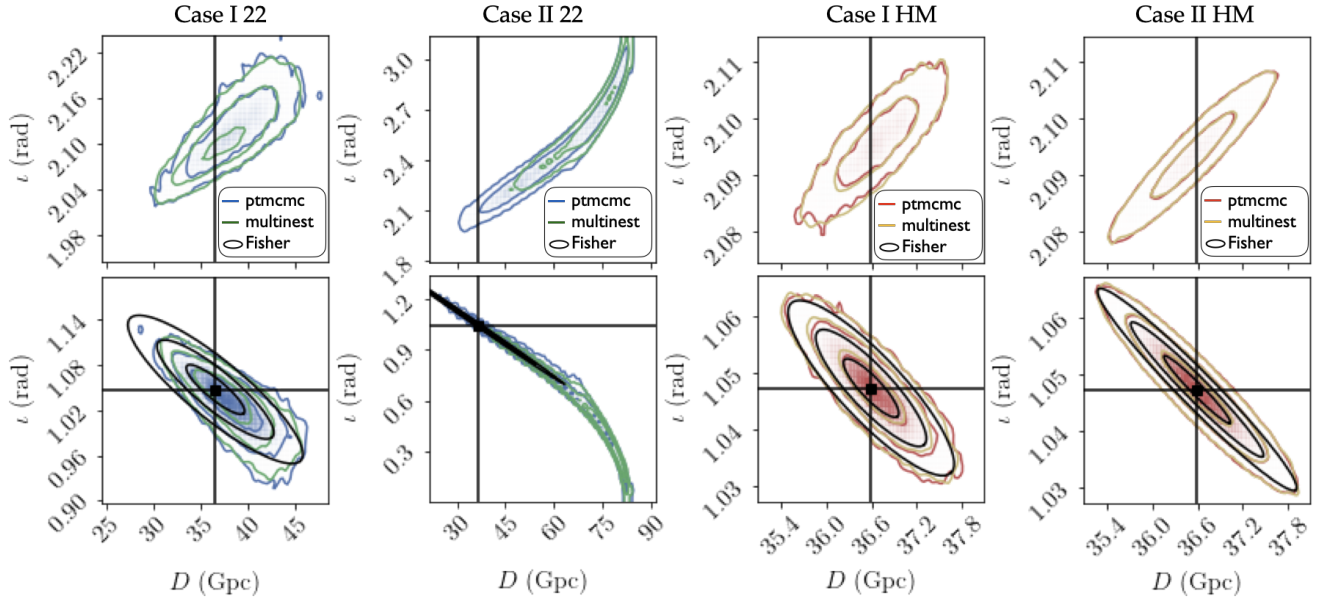 Case I 22
Case II 22
Case I HM
Case II HM
ι (rad)
2.22
2.16
2.10
2.04
1.98
ptmcmc
multinest
Fisher
ι (rad)
3.0
2.7
2.4
2.1
1.8
ptmcmc
multinest
Fisher
ι (rad)
2.11
2.10
2.09
2.08
ptmcmc
multinest
Fisher
ι (rad)
2.11
2.10
2.09
2.08
ptmcmc
multinest
Fisher
ι (rad)
1.14
1.08
1.02
0.96
0.90
25
30
35
40
45
D (Gpc)
ι (rad)
1.2
0.9
0.6
0.3
30
45
60
75
90
D (Gpc)
ι (rad)
1.06
1.05
1.04
1.03
35.4
36.0
36.6
37.2
37.8
D (Gpc)
ι (rad)
1.06
1.05
1.04
1.03
35.4
36.0
36.6
37.2
37.8
D (Gpc)